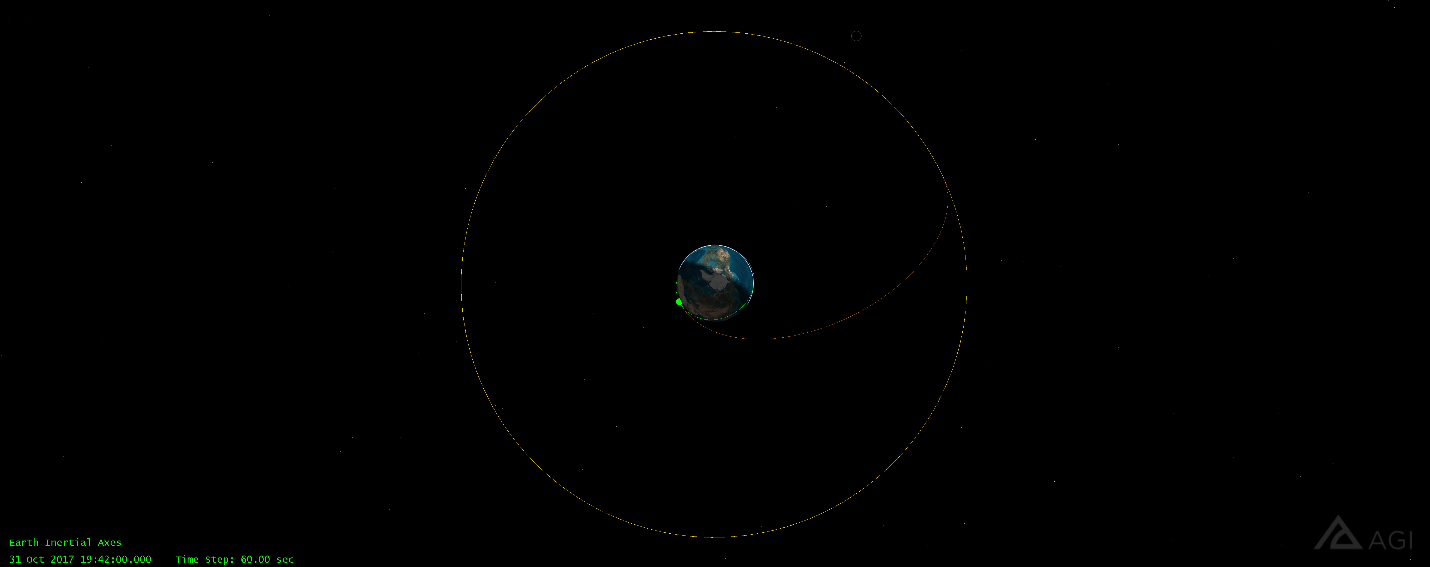 Earth Inertial Axes
31 Oct 2017 19:42:00.000 Time Step: 60.00 sec
AGI